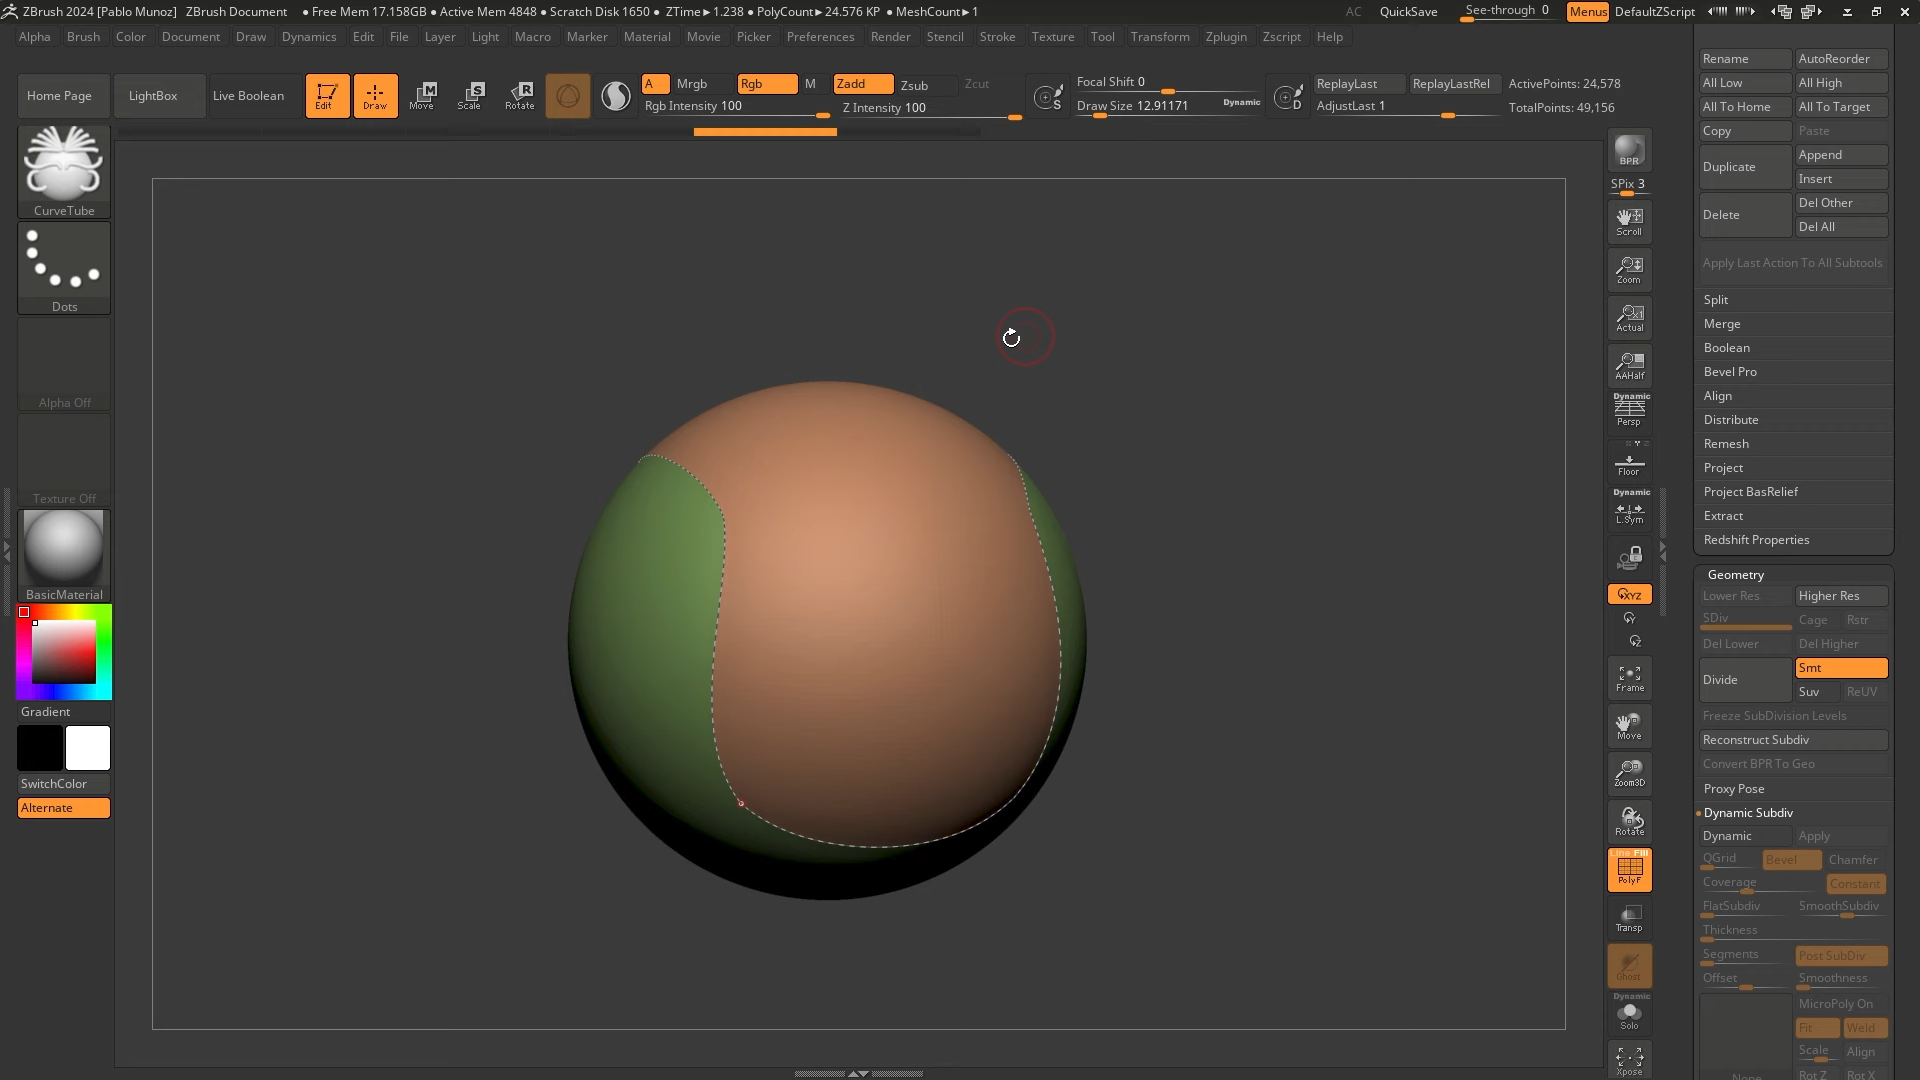 ZBrush 2024 [Pablo Munoz] ZBrush Document ● Free Mem 17.158GB ● Active Mem 4848 ● Scratch Disk 1650 ● ZTime►1.238 ● PolyCount►24.576 KP ● MeshCount►1 AC QuickSave See-through 0 Menus DefaultZScript
Alpha Brush Color Document Draw Dynamics Edit File Layer Light Macro Marker Material Movie Picker Preferences Render Stencil Stroke Texture Tool Transform Zplugin Zscript Help
Home Page LightBox Live Boolean Edit Draw Move Scale Rotate
A Mrgb Rgb M Zadd Zsub Zcut
Rgb Intensity 100 Z Intensity 100
Focal Shift 0
Draw Size 12.91171 Dynamic
S D
ReplayLast ReplayLastRel ActivePoints: 24,578
AdjustLast 1 TotalPoints: 49,156
CurveTube
Dots
Alpha Off
Texture Off
BasicMaterial
Gradient
SwitchColor
Alternate
BPR
SPix 3
Scroll
Zoom
Actual
AAHalf
Dynamic
Persp
Floor
Dynamic
L.Sym
XYZ
Y
Z
Frame
Move
Zoom3D
Rotate
Line Fill
PolyF
Transp
Ghost
Dynamic
Solo
Xpose
Rename AutoReorder
All Low All High
All To Home All To Target
Copy Paste
Duplicate Append
Insert
Delete Del Other
Del All
Apply Last Action To All Subtools
Split
Merge
Boolean
Bevel Pro
Align
Distribute
Remesh
Project
Project BasRelief
Extract
Redshift Properties
Geometry
Lower Res Higher Res
SDiv Cage Rstr
Del Lower Del Higher
Divide Smt
Suv ReUV
Freeze SubDivision Levels
Reconstruct Subdiv
Convert BPR To Geo
Proxy Pose
Dynamic Subdiv
Dynamic Apply
QGrid Bevel Chamfer
Coverage Constant
FlatSubdiv SmoothSubdiv
Thickness
Segments Post SubDiv
Offset Smoothness
MicroPoly On
Fit Weld
Scale Align
None Rot Z Rot X